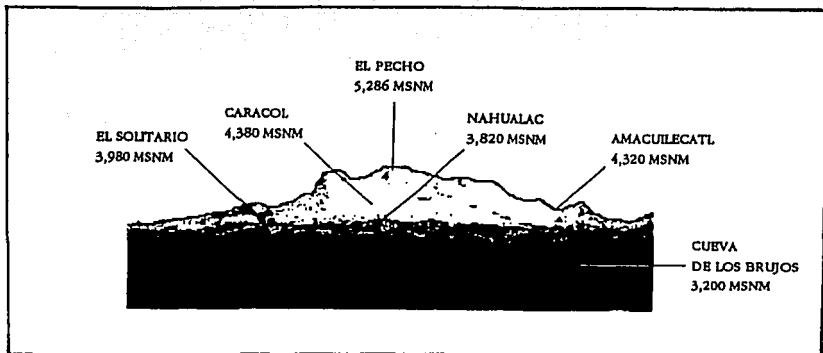 EL PECHO
5,286 MSNM
CARACOL
4,380 MSNM
NAHUALAC
3,820 MSNM
EL SOLITARIO
3,980 MSNM
AMACUILECATL
4,320 MSNM
CUEVA
DE LOS BRUJOS
3,200 MSNM